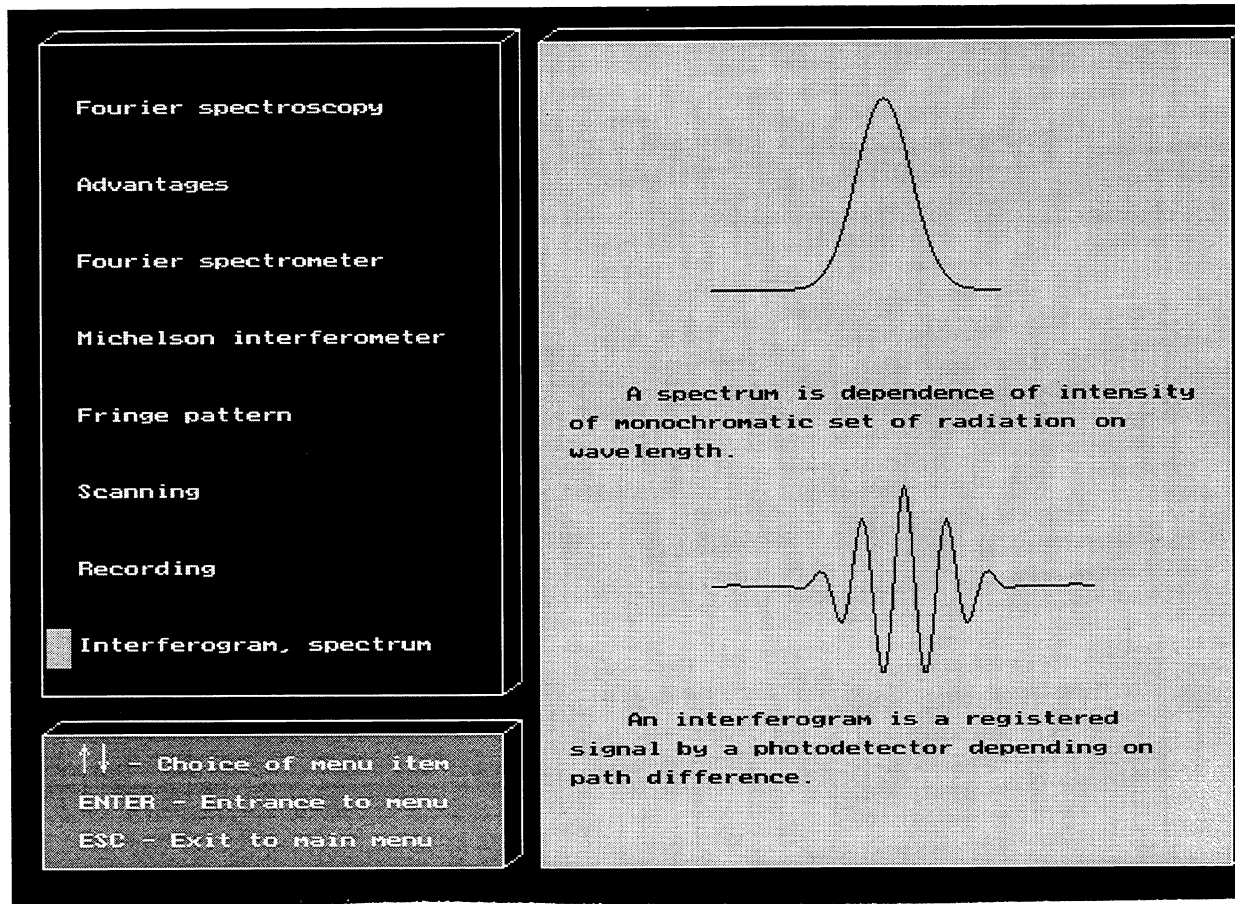 Fourier spectroscopy
Advantages
Fourier spectrometer
Michelson interferometer
Fringe pattern
Scanning
Recording
Interferogram, spectrum
↑↓ - Choice of menu item
ENTER - Entrance to menu
ESC - Exit to main menu
A spectrum is dependence of intensity
of monochromatic set of radiation on
wavelength.
An interferogram is a registered
signal by a photodetector depending on
path difference.